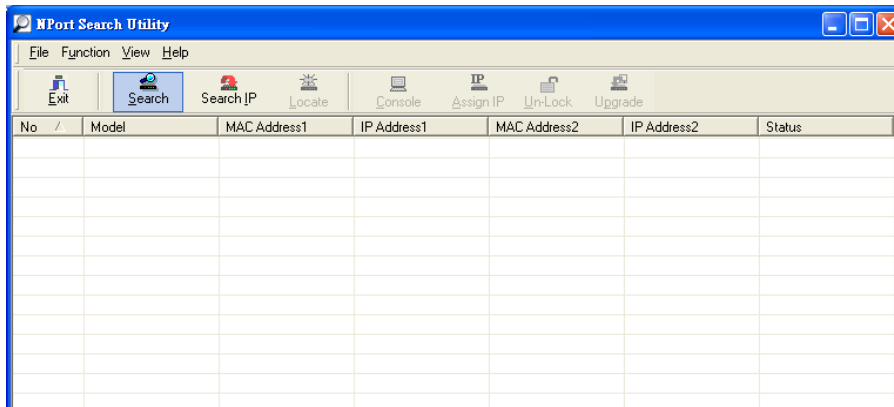 NPort Search Utility
File Function View Help
Exit Search Search IP Locate Console Assign IP Un-Lock Upgrade
No Model MAC Address1 IP Address1 MAC Address2 IP Address2 Status